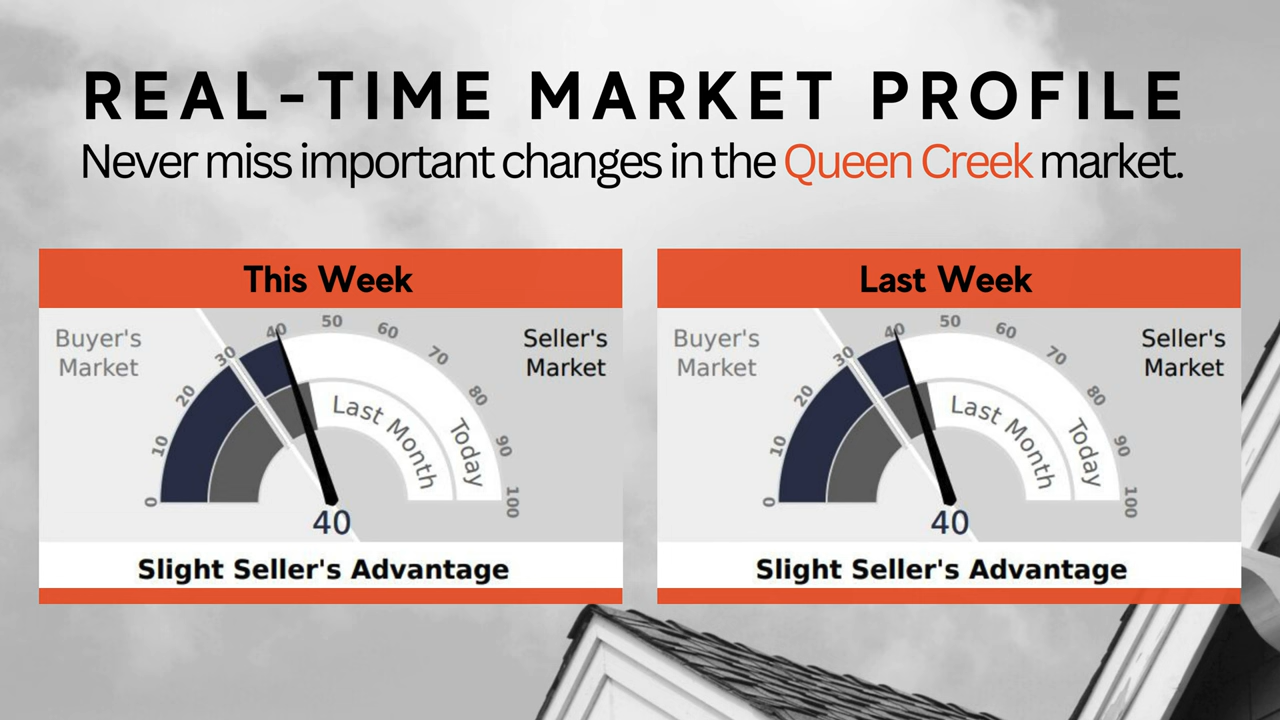 REAL-TIME MARKET PROFILE
Never miss important changes in the Queen Creek market.
This Week
Buyer's
Market
Seller's
Market
0
10
20
30
40
50
60
70
80
90
100
Last Month
Today
40
Slight Seller's Advantage
Last Week
Buyer's
Market
Seller's
Market
0
10
20
30
40
50
60
70
80
90
100
Last Month
Today
40
Slight Seller's Advantage